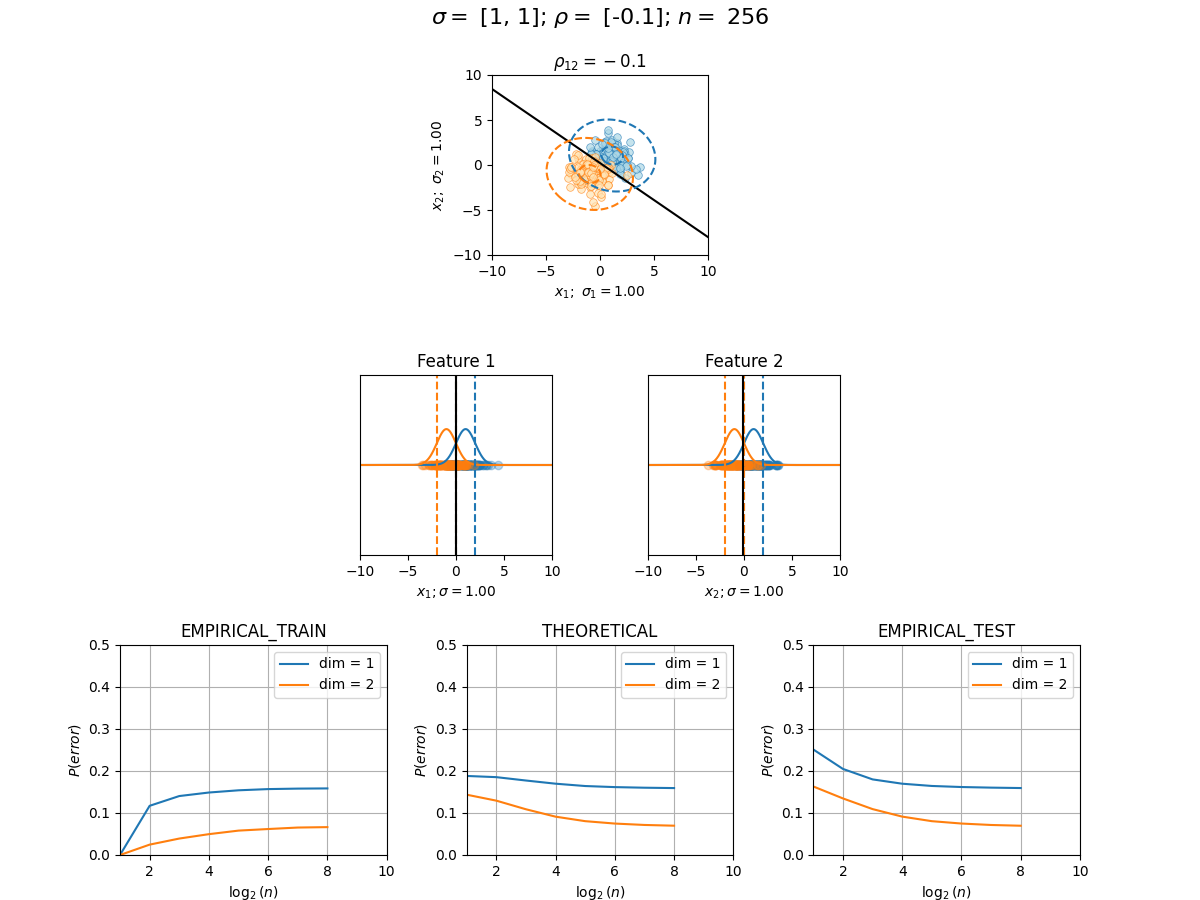 σ = [1, 1]; ρ = [-0.1]; n = 256
ρ₁₂ = −0.1
10
5
0
−5
−10
x₂; σ₂ = 1.00
−10 −5 0 5 10
x₁; σ₁ = 1.00
Feature 1 Feature 2
−10 −5 0 5 10 −10 −5 0 5 10
x₁; σ = 1.00 x₂; σ = 1.00
EMPIRICAL_TRAIN THEORETICAL EMPIRICAL_TEST
0.5 0.5 0.5
dim = 1 dim = 1 dim = 1
dim = 2 dim = 2 dim = 2
0.4 0.4 0.4
0.3 0.3 0.3
P(error) P(error) P(error)
0.2 0.2 0.2
0.1 0.1 0.1
0.0 0.0 0.0
2 4 6 8 10 2 4 6 8 10 2 4 6 8 10
log₂(n) log₂(n) log₂(n)